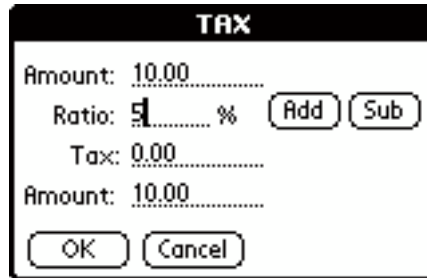 TAX
Amount: 10.00
Ratio: 5 % Add Sub
Tax: 0.00
Amount: 10.00
OK Cancel